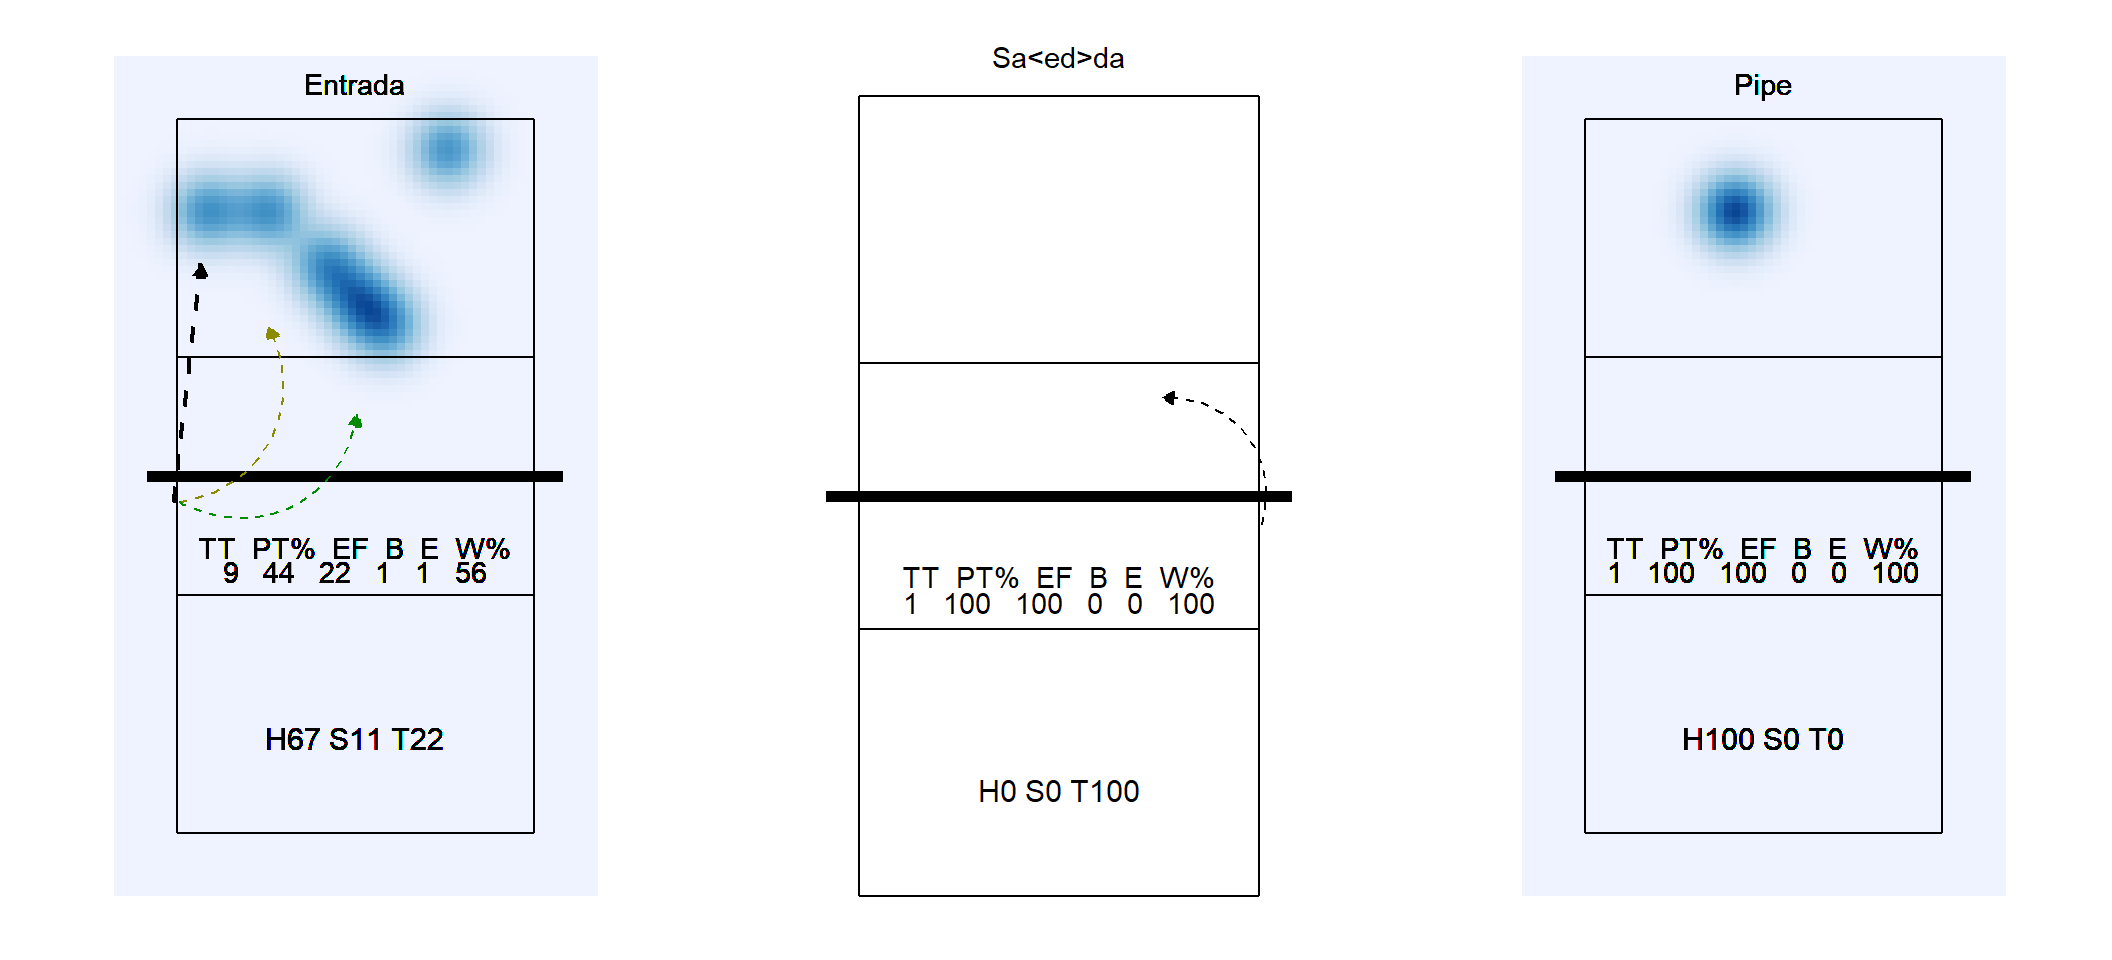 Entrada
TT PT% EF B E W%
9 44 22 1 1 56
H67 S11 T22
Sa<ed>da
TT PT% EF B E W%
1 100 100 0 0 100
H0 S0 T100
Pipe
TT PT% EF B E W%
1 100 100 0 0 100
H100 S0 T0